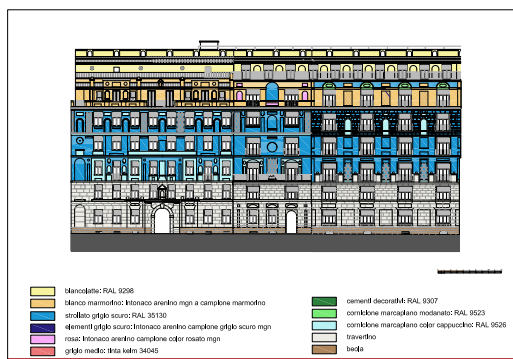 biancolatte: RAL 9298
bianco marmorino: intonaco arenino mgn a campione marmorino
strollato grigio scuro: RAL 35130
elementi grigio scuro: intonaco arenino campione grigio scuro mgn
rosa: intonaco arenino campione color rosato mgn
grigio medio: tinta keim 34045
cementi decorativi: RAL 9307
cornicione marcapiano modanato: RAL 9523
cornicione marcapiano color cappuccino: RAL 9526
travertino
beola